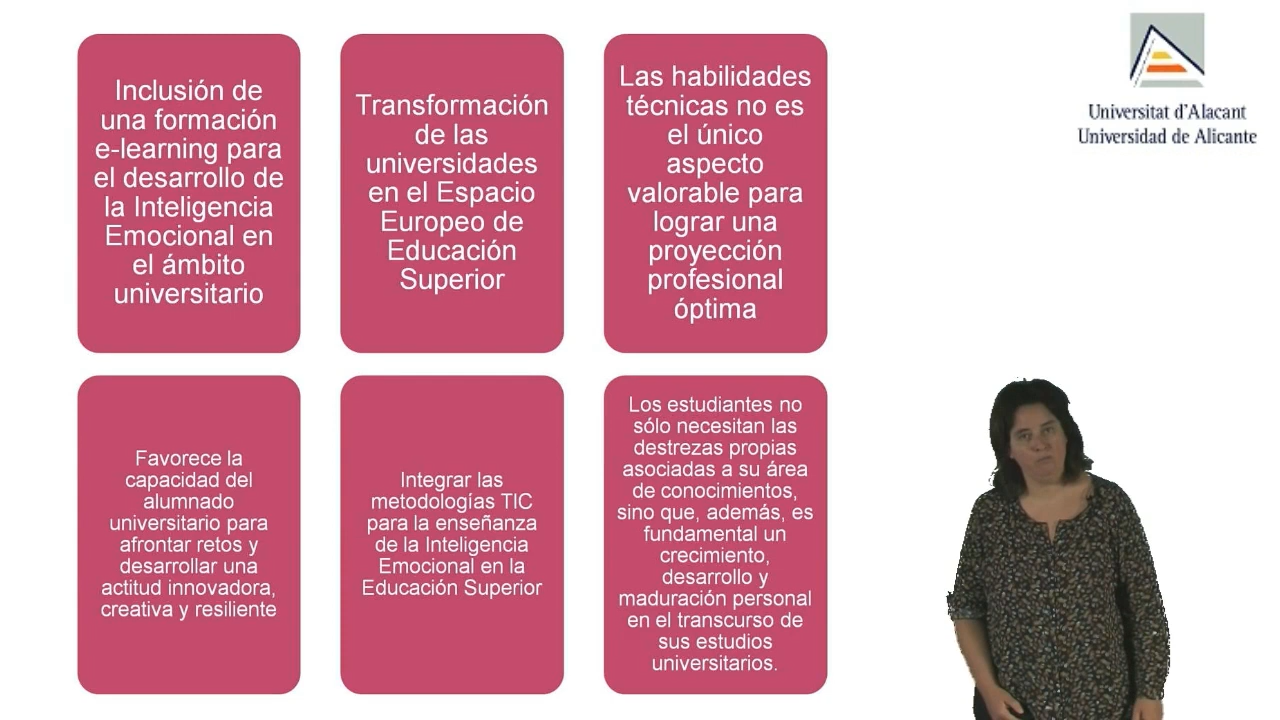 Inclusión de
una formación
e-learning para
el desarrollo de
la Inteligencia
Emocional en
el ámbito
universitario
Transformación
de las
universidades
en el Espacio
Europeo de
Educación
Superior
Las habilidades
técnicas no es
el único
aspecto
valorable para
lograr una
proyección
profesional
óptima
Universitat d'Alacant
Universidad de Alicante
Favorece la
capacidad del
alumnado
universitario para
afrontar retos y
desarrollar una
actitud innovadora,
creativa y resiliente
Integrar las
metodologías TIC
para la enseñanza
de la Inteligencia
Emocional en la
Educación Superior
Los estudiantes no
sólo necesitan las
destrezas propias
asociadas a su área
de conocimientos,
sino que, además, es
fundamental un
crecimiento,
desarrollo y
maduración personal
en el transcurso de
sus estudios
universitarios.